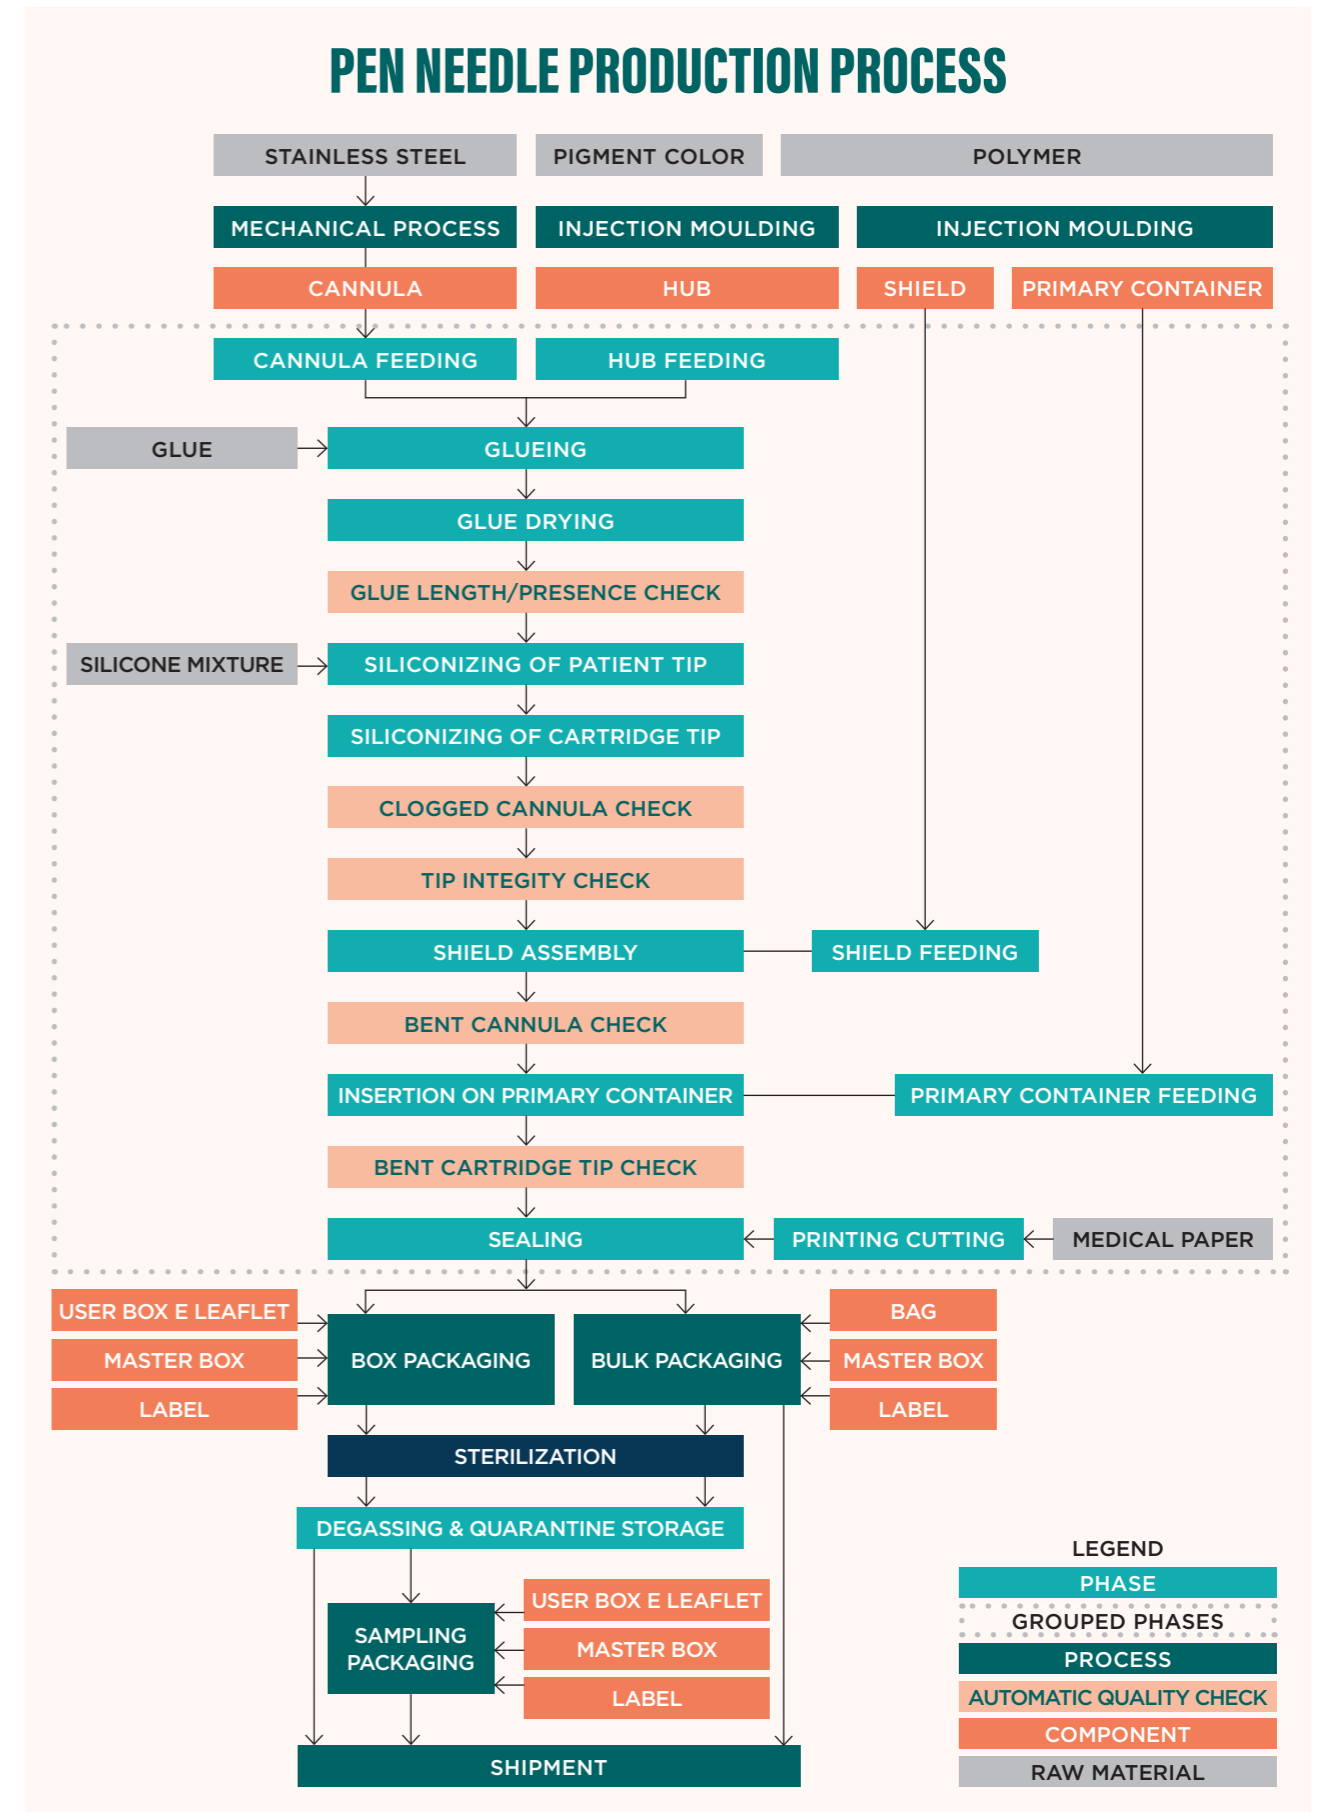 PEN NEEDLE PRODUCTION PROCESS
STAINLESS STEEL
PIGMENT COLOR
POLYMER
MECHANICAL PROCESS
INJECTION MOULDING
INJECTION MOULDING
CANNULA
HUB
SHIELD
PRIMARY CONTAINER
CANNULA FEEDING
HUB FEEDING
GLUE
GLUEING
GLUE DRYING
GLUE LENGTH/PRESENCE CHECK
SILICONE MIXTURE
SILICONIZING OF PATIENT TIP
SILICONIZING OF CARTRIDGE TIP
CLOGGED CANNULA CHECK
TIP INTEGITY CHECK
SHIELD ASSEMBLY
SHIELD FEEDING
BENT CANNULA CHECK
INSERTION ON PRIMARY CONTAINER
PRIMARY CONTAINER FEEDING
BENT CARTRIDGE TIP CHECK
SEALING
PRINTING CUTTING
MEDICAL PAPER
USER BOX E LEAFLET
MASTER BOX
LABEL
BOX PACKAGING
BULK PACKAGING
BAG
MASTER BOX
LABEL
STERILIZATION
DEGASSING & QUARANTINE STORAGE
SAMPLING
PACKAGING
USER BOX E LEAFLET
MASTER BOX
LABEL
SHIPMENT
LEGEND
PHASE
GROUPED PHASES
PROCESS
AUTOMATIC QUALITY CHECK
COMPONENT
RAW MATERIAL